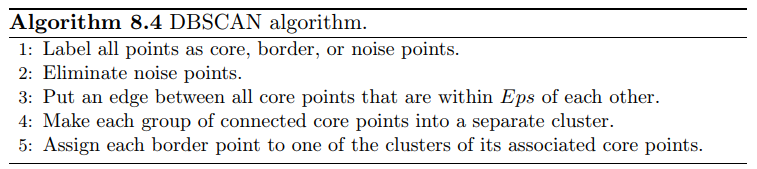 Algorithm 8.4 DBSCAN algorithm.
1: Label all points as core, border, or noise points.
2: Eliminate noise points.
3: Put an edge between all core points that are within Eps of each other.
4: Make each group of connected core points into a separate cluster.
5: Assign each border point to one of the clusters of its associated core points.